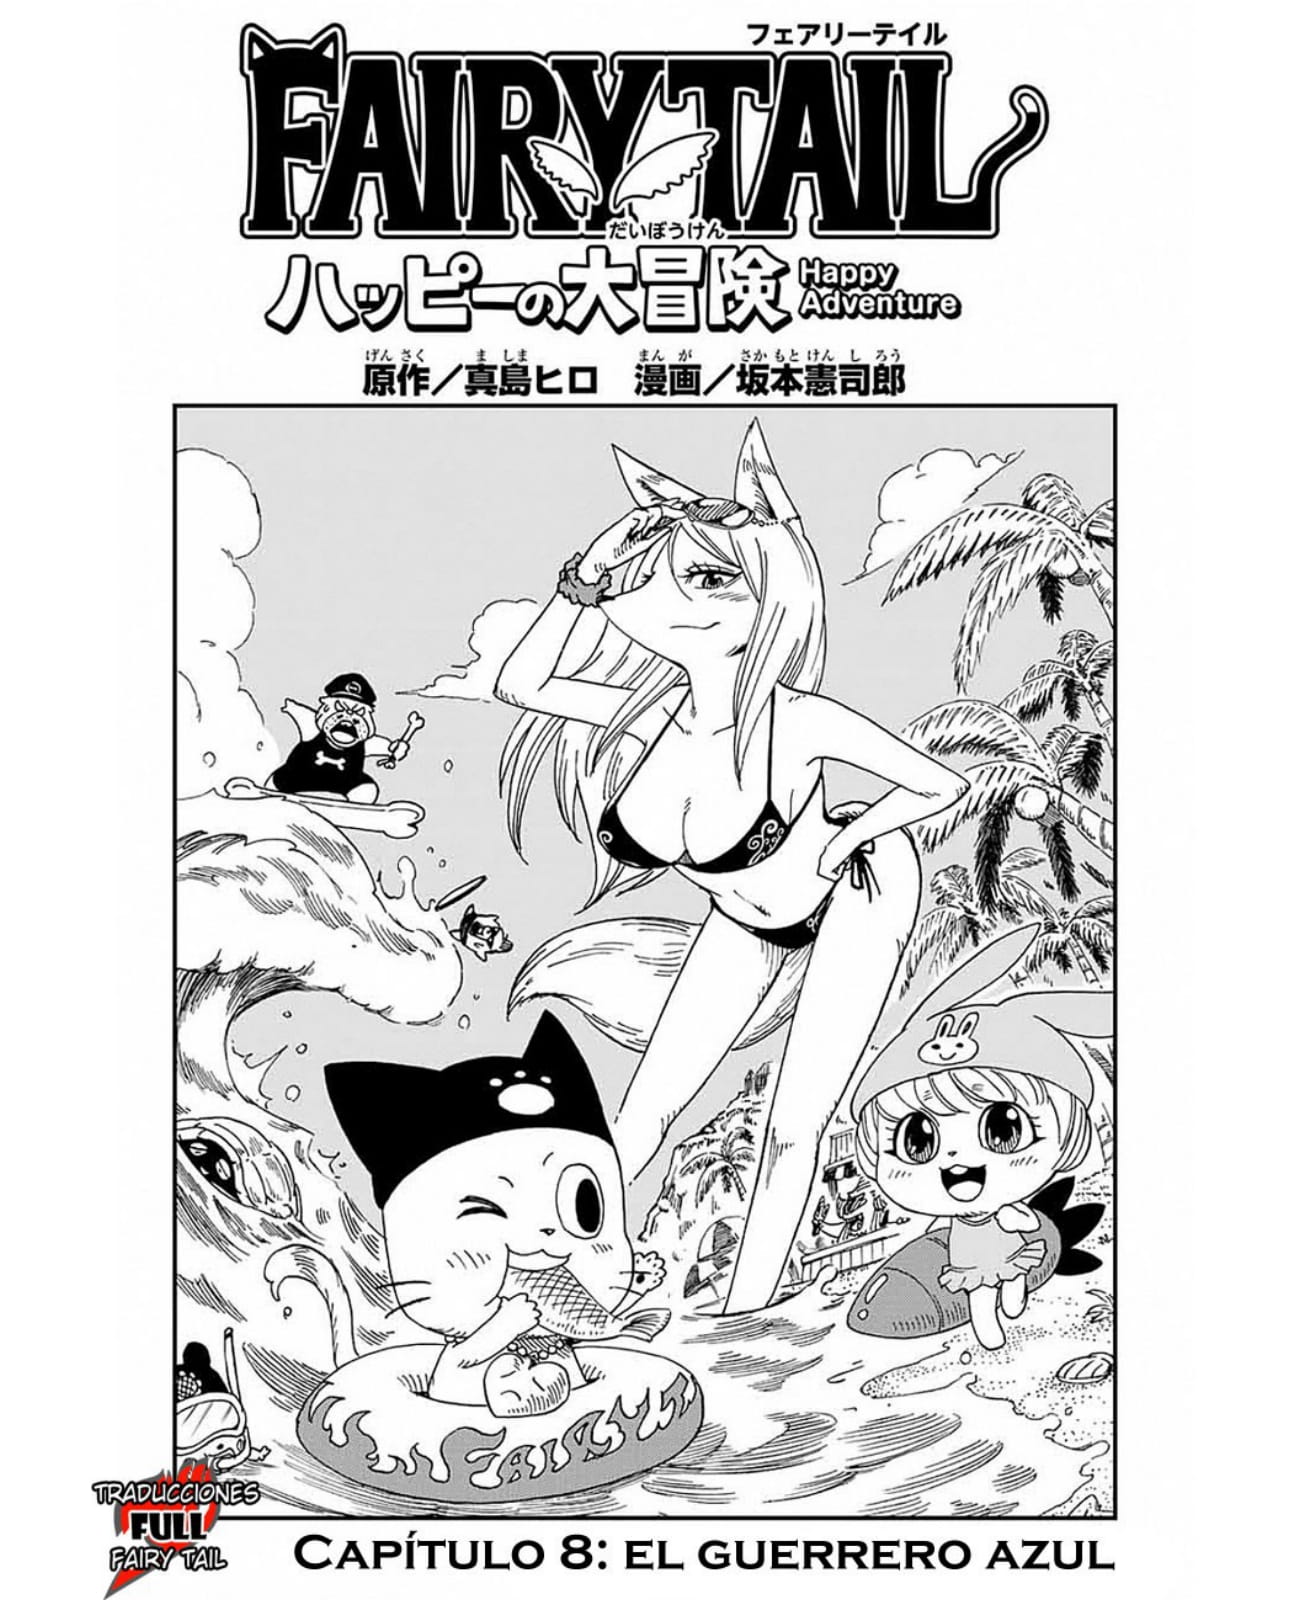 フェアリーテイル
FAIRY TAIL
だいぼうけん
ハッピーの大冒険 Happy Adventure
げんさく ましま まんが さかもとけんしろう
原作／真島ヒロ 漫画／坂本憲司郎
FAIRY T
TRADUCCIONES
FULL
FAIRY TAIL
CAPÍTULO 8: EL GUERRERO AZUL